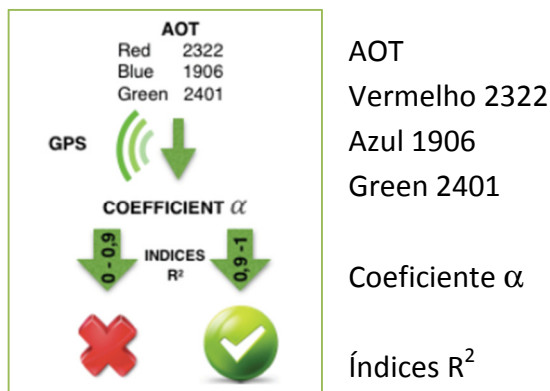 AOT
Red 2322
Blue 1906
Green 2401
GPS
COEFFICIENT α
0 - 0,9
INDICES
R²
0,9 -1
AOT
Vermelho 2322
Azul 1906
Green 2401
Coeficiente α
Índices R²